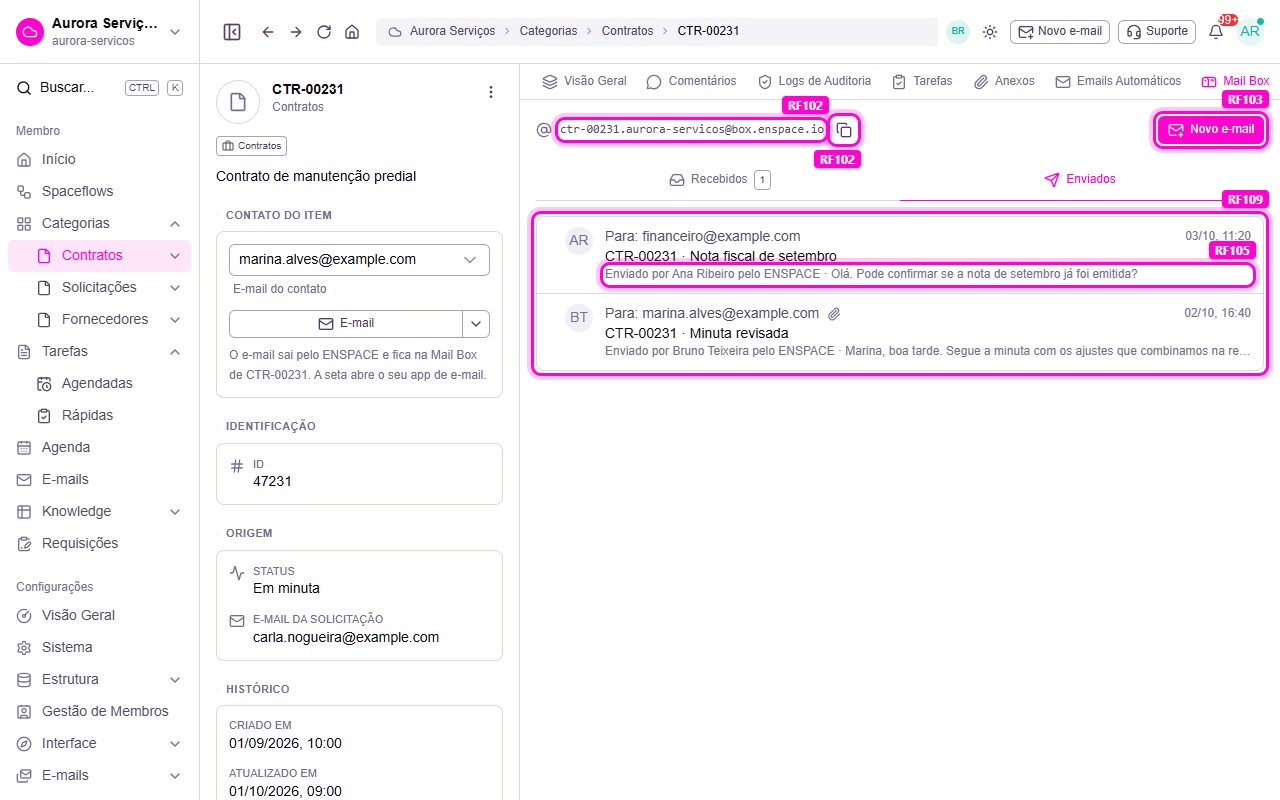 Aurora Serviç...
aurora-servicos
Aurora Serviços
Categorias
Contratos
CTR-00231
BR
Novo e-mail
Suporte
99+
AR
Buscar...
CTRL
K
Membro
Início
Spaceflows
Categorias
Contratos
Solicitações
Fornecedores
Tarefas
Agendadas
Rápidas
Agenda
E-mails
Knowledge
Requisições
Configurações
Visão Geral
Sistema
Estrutura
Gestão de Membros
Interface
E-mails
CTR-00231
Contratos
Contratos
Contrato de manutenção predial
CONTATO DO ITEM
marina.alves@example.com
E-mail do contato
E-mail
O e-mail sai pelo ENSPACE e fica na Mail Box
de CTR-00231. A seta abre o seu app de e-mail.
IDENTIFICAÇÃO
ID
47231
ORIGEM
STATUS
Em minuta
E-MAIL DA SOLICITAÇÃO
carla.nogueira@example.com
HISTÓRICO
CRIADO EM
01/09/2026, 10:00
ATUALIZADO EM
01/10/2026, 09:00
Visão Geral
Comentários
Logs de Auditoria
Tarefas
Anexos
Emails Automáticos
Mail Box
RF102
RF103
ctr-00231.aurora-servicos@box.enspace.io
Novo e-mail
RF102
Recebidos
1
Enviados
RF109
AR
Para: financeiro@example.com
03/10, 11:20
CTR-00231 · Nota fiscal de setembro
RF105
Enviado por Ana Ribeiro pelo ENSPACE · Olá. Pode confirmar se a nota de setembro já foi emitida?
BT
Para: marina.alves@example.com
02/10, 16:40
CTR-00231 · Minuta revisada
Enviado por Bruno Teixeira pelo ENSPACE · Marina, boa tarde. Segue a minuta com os ajustes que combinamos na re...